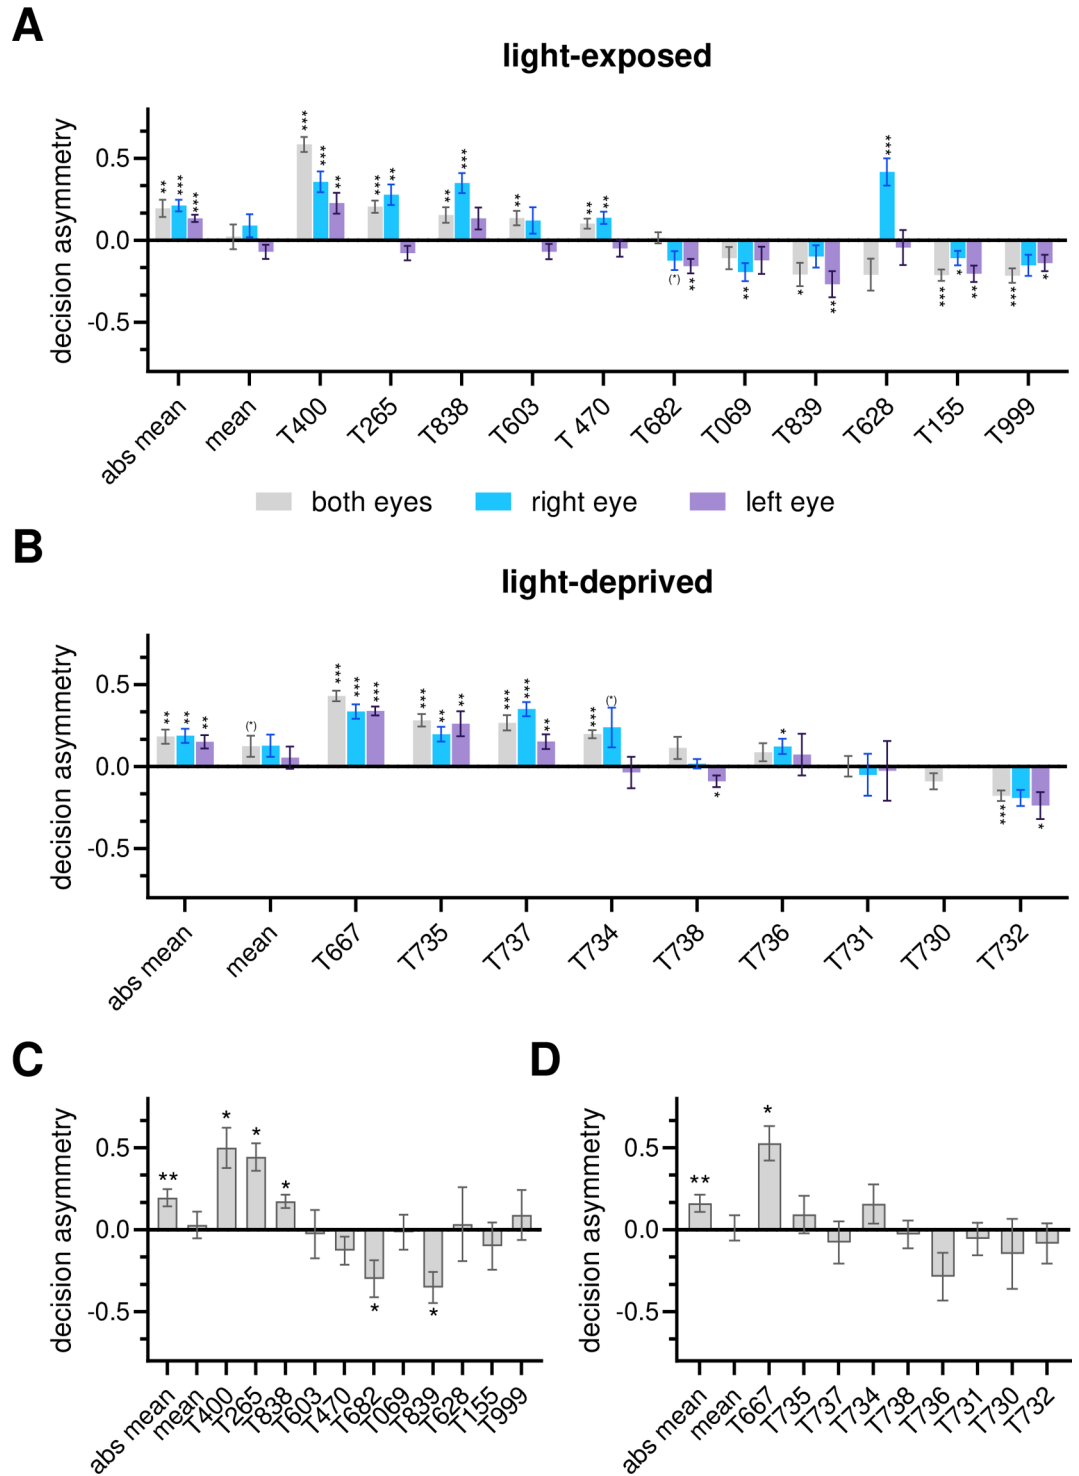 A
light-exposed
decision asymmetry
0.5
0.0
-0.5
** *** ***
*** *** **
*** **
** ***
**
** **
(*) **
**
* **
***
*** * **
*** *
abs mean mean T400 T265 T838 T603 T 470 T682 T069 T839 T628 T155 T999
both eyes right eye left eye
B
light-deprived
decision asymmetry
0.5
0.0
-0.5
** ** **
(*)
*** *** ***
*** ** **
*** *** **
*** (*)
*
*
*** *
abs mean mean T667 T735 T737 T734 T738 T736 T731 T730 T732
C
decision asymmetry
0.5
0.0
-0.5
** * * * * *
abs mean mean T400 T265 T838 T603 T470 T682 T069 T839 T628 T155 T999
D
decision asymmetry
0.5
0.0
-0.5
** *
abs mean mean T667 T735 T737 T734 T738 T736 T731 T730 T732